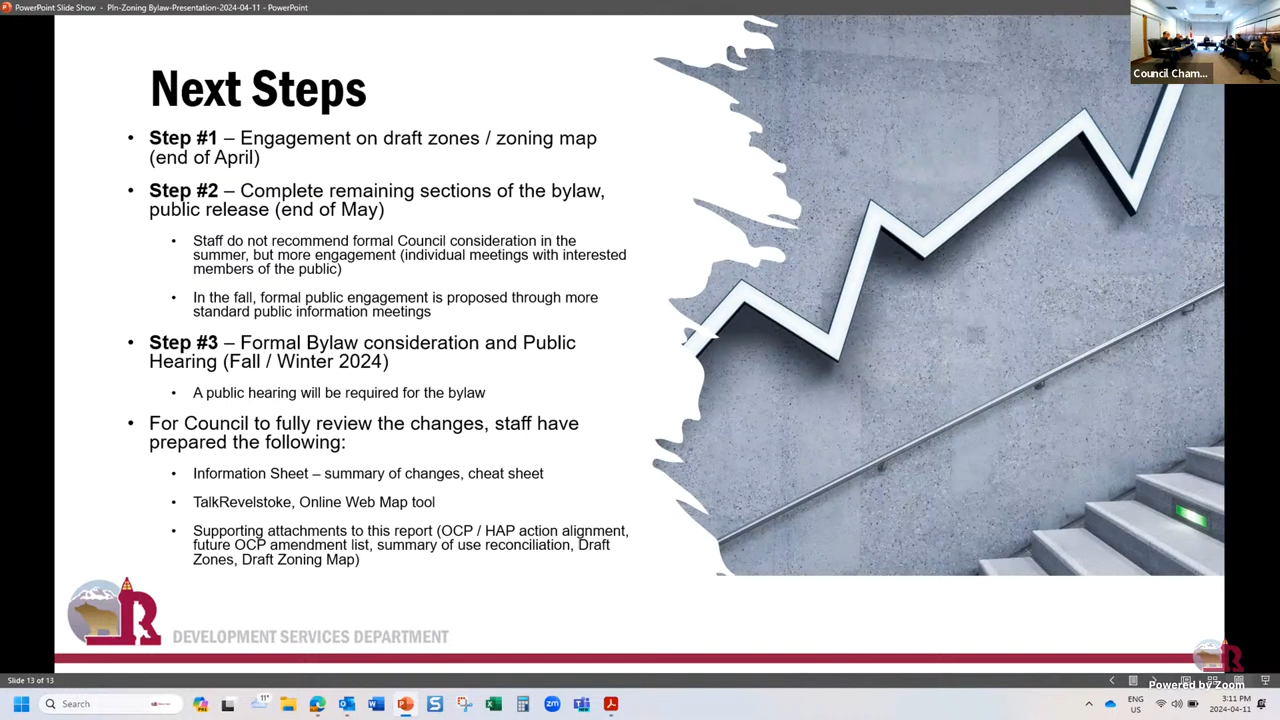 PowerPoint Slide Show - Pln-Zoning Bylaw-Presentation-2024-04-11 - PowerPoint
Council Cham...
Next Steps
• Step #1 – Engagement on draft zones / zoning map
(end of April)
• Step #2 – Complete remaining sections of the bylaw,
public release (end of May)
• Staff do not recommend formal Council consideration in the
summer, but more engagement (individual meetings with interested
members of the public)
• In the fall, formal public engagement is proposed through more
standard public information meetings
• Step #3 – Formal Bylaw consideration and Public
Hearing (Fall / Winter 2024)
• A public hearing will be required for the bylaw
• For Council to fully review the changes, staff have
prepared the following:
• Information Sheet – summary of changes, cheat sheet
• TalkRevelstoke, Online Web Map tool
• Supporting attachments to this report (OCP / HAP action alignment,
future OCP amendment list, summary of use reconciliation, Draft
Zones, Draft Zoning Map)
R
DEVELOPMENT SERVICES DEPARTMENT
R
Slide 13 of 13
Powered by Zoom
Search
11°
zm
ENG
US
3:11 PM
2024-04-11